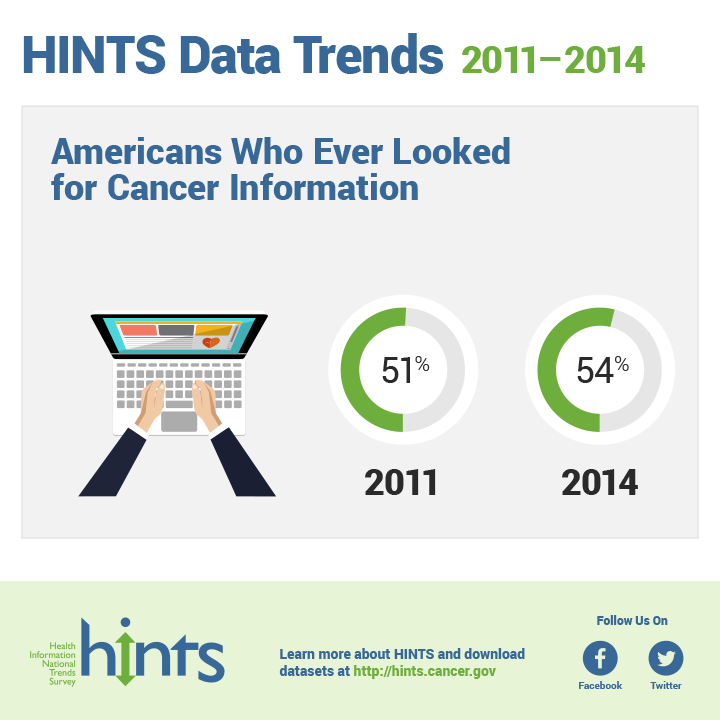 HINTS Data Trends 2011–2014
Americans Who Ever Looked
for Cancer Information
51%
54%
2011
2014
Health
Information
National
Trends
Survey
hints
Learn more about HINTS and download
datasets at http://hints.cancer.gov
Follow Us On
Facebook
Twitter